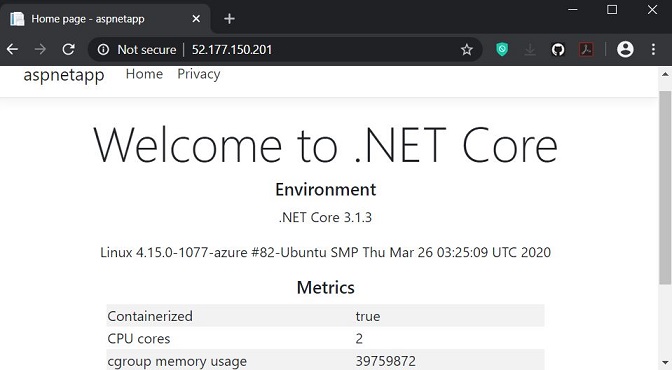 Home page - aspnetapp
Not secure | 52.177.150.201
aspnetapp Home Privacy
Welcome to .NET Core
Environment
.NET Core 3.1.3
Linux 4.15.0-1077-azure #82-Ubuntu SMP Thu Mar 26 03:25:09 UTC 2020
Metrics
Containerized true
CPU cores 2
cgroup memory usage 39759872